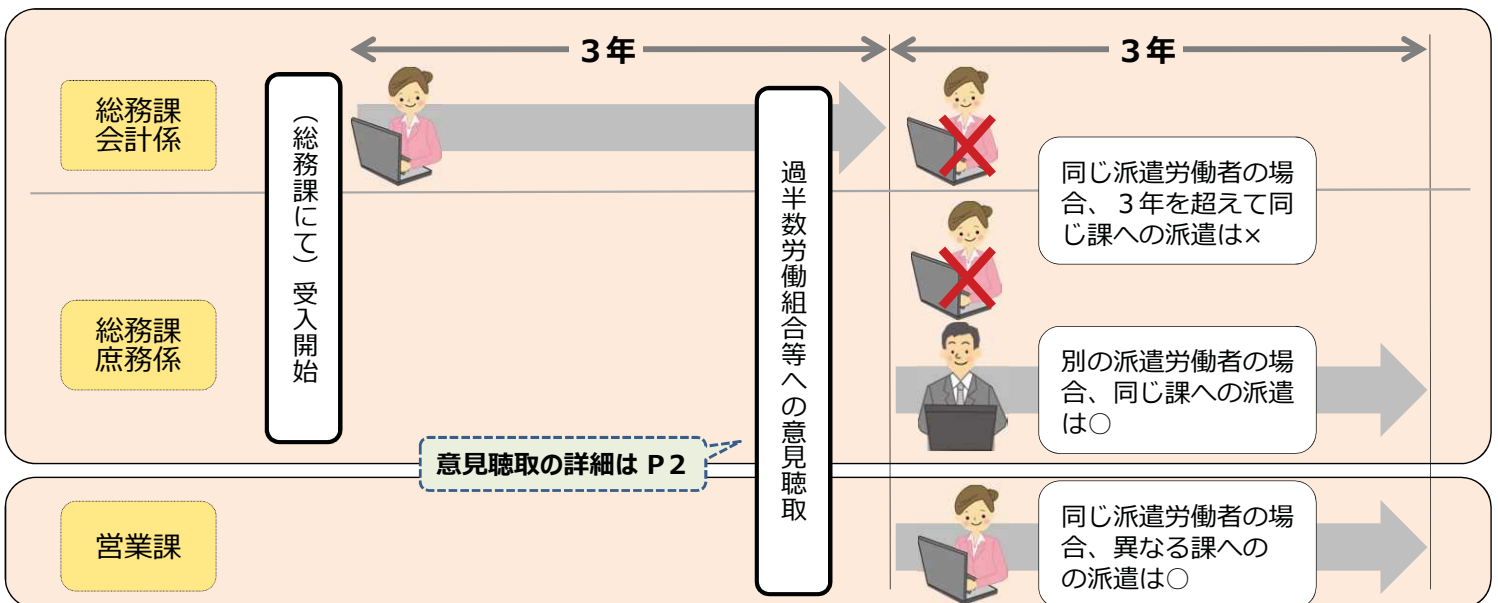 3年
3年
総務課
会計係
（総務課にて）受入開始
過半数労働組合等への意見聴取
同じ派遣労働者の場
合、３年を超えて同
じ課への派遣は×
総務課
庶務係
別の派遣労働者の場
合、同じ課への派遣
は○
意見聴取の詳細は P２
営業課
同じ派遣労働者の場
合、異なる課への
の派遣は○